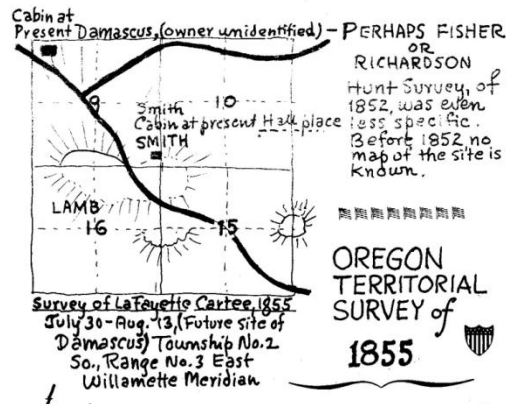 Cabin at
Present Damascus, (owner unidentified) - PERHAPS FISHER
OR
RICHARDSON
Hunt Survey, of
1852, was even
less specific.
Before 1852 no
map of the site is
Known.
9
10
Smith
Cabin at present Hall place
SMITH
LAMB
16
15
OREGON
TERRITORIAL
SURVEY of
1855
Survey of LaFayette Cartee, 1855
July 30-Aug. 13, (Future site of
Damascus) Township No. 2
So., Range No. 3 East
Willamette Meridian